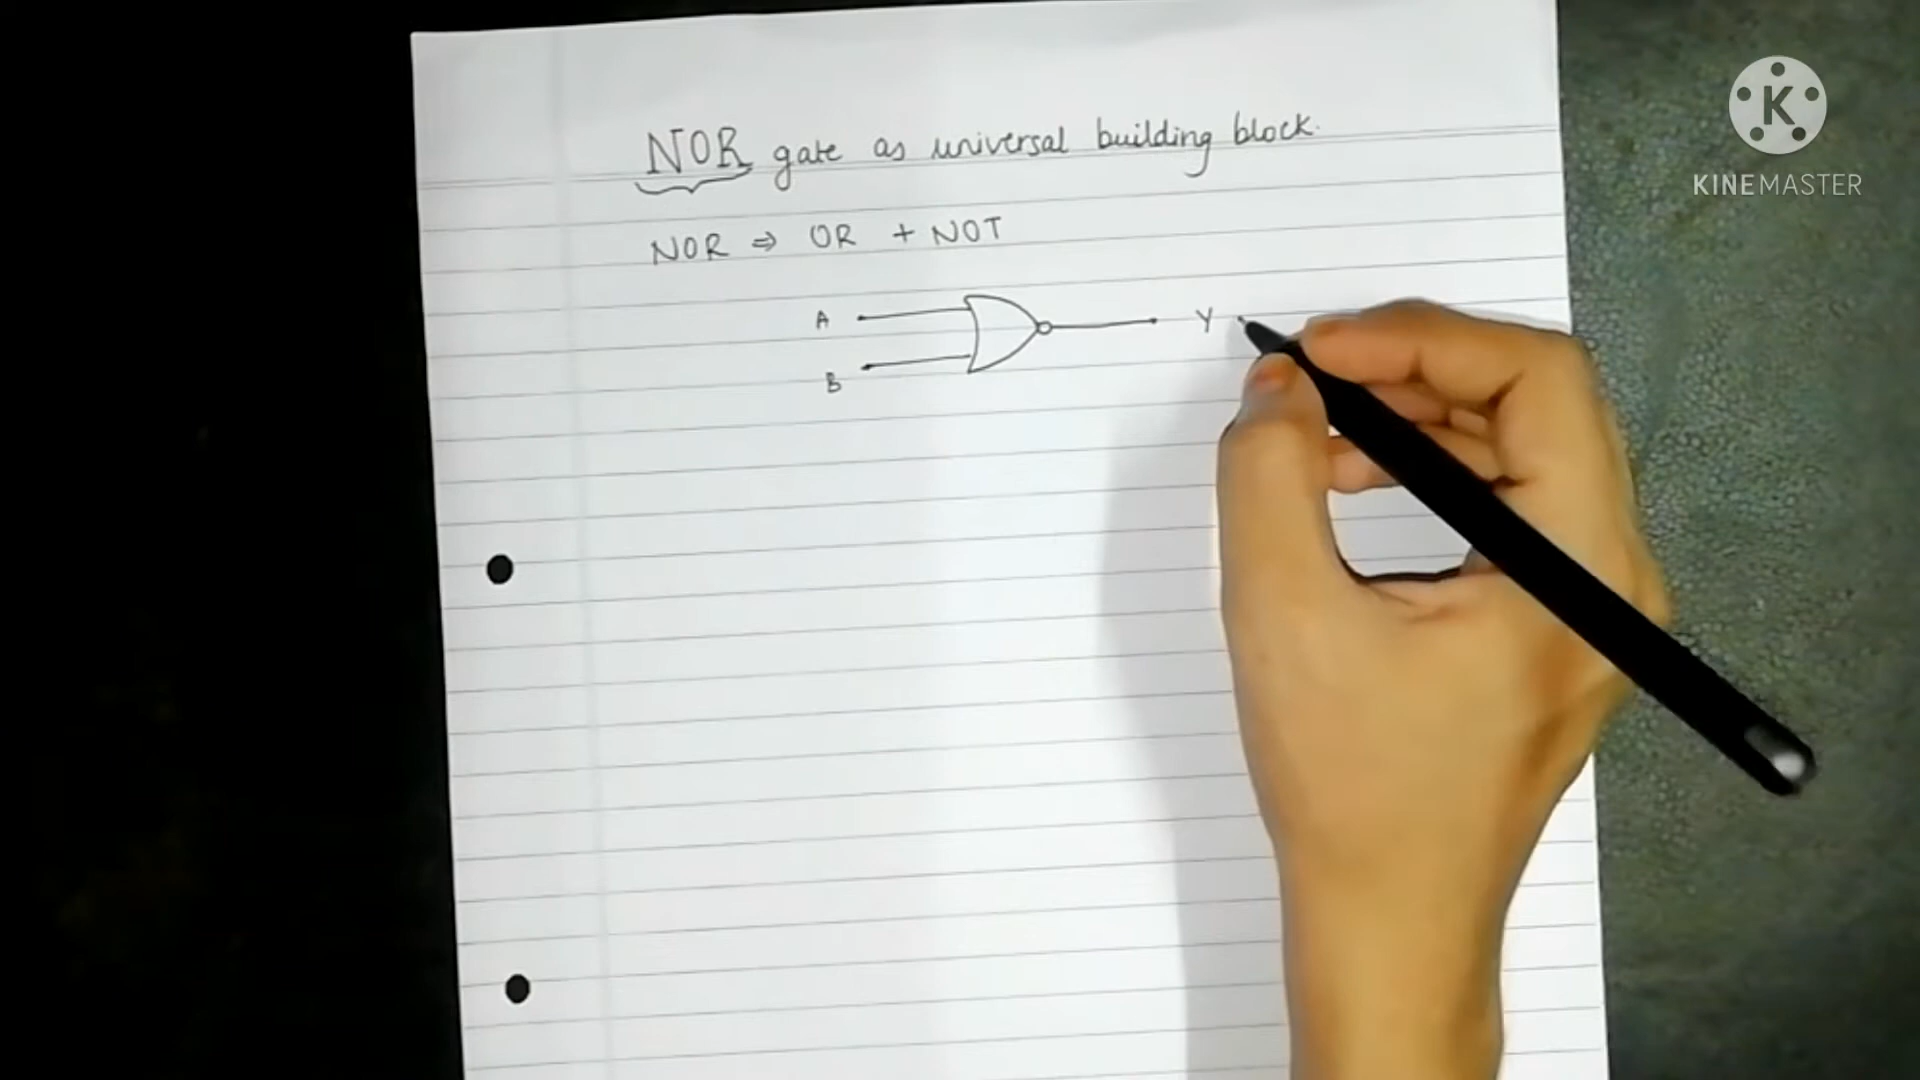 NOR gate as universal building block.
NOR ⇒ OR + NOT
A
B
Y
K
KINEMASTER